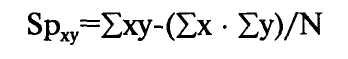 Sp_xy=∑xy-(∑x · ∑y)/N